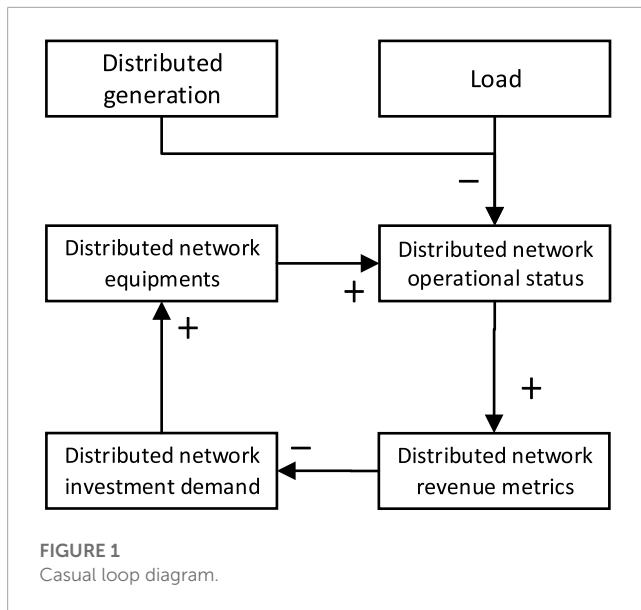 Distributed
generation
Load
−
Distributed network
equipments
+
Distributed network
operational status
+
+
Distributed network
investment demand
−
Distributed network
revenue metrics
FIGURE 1
Casual loop diagram.